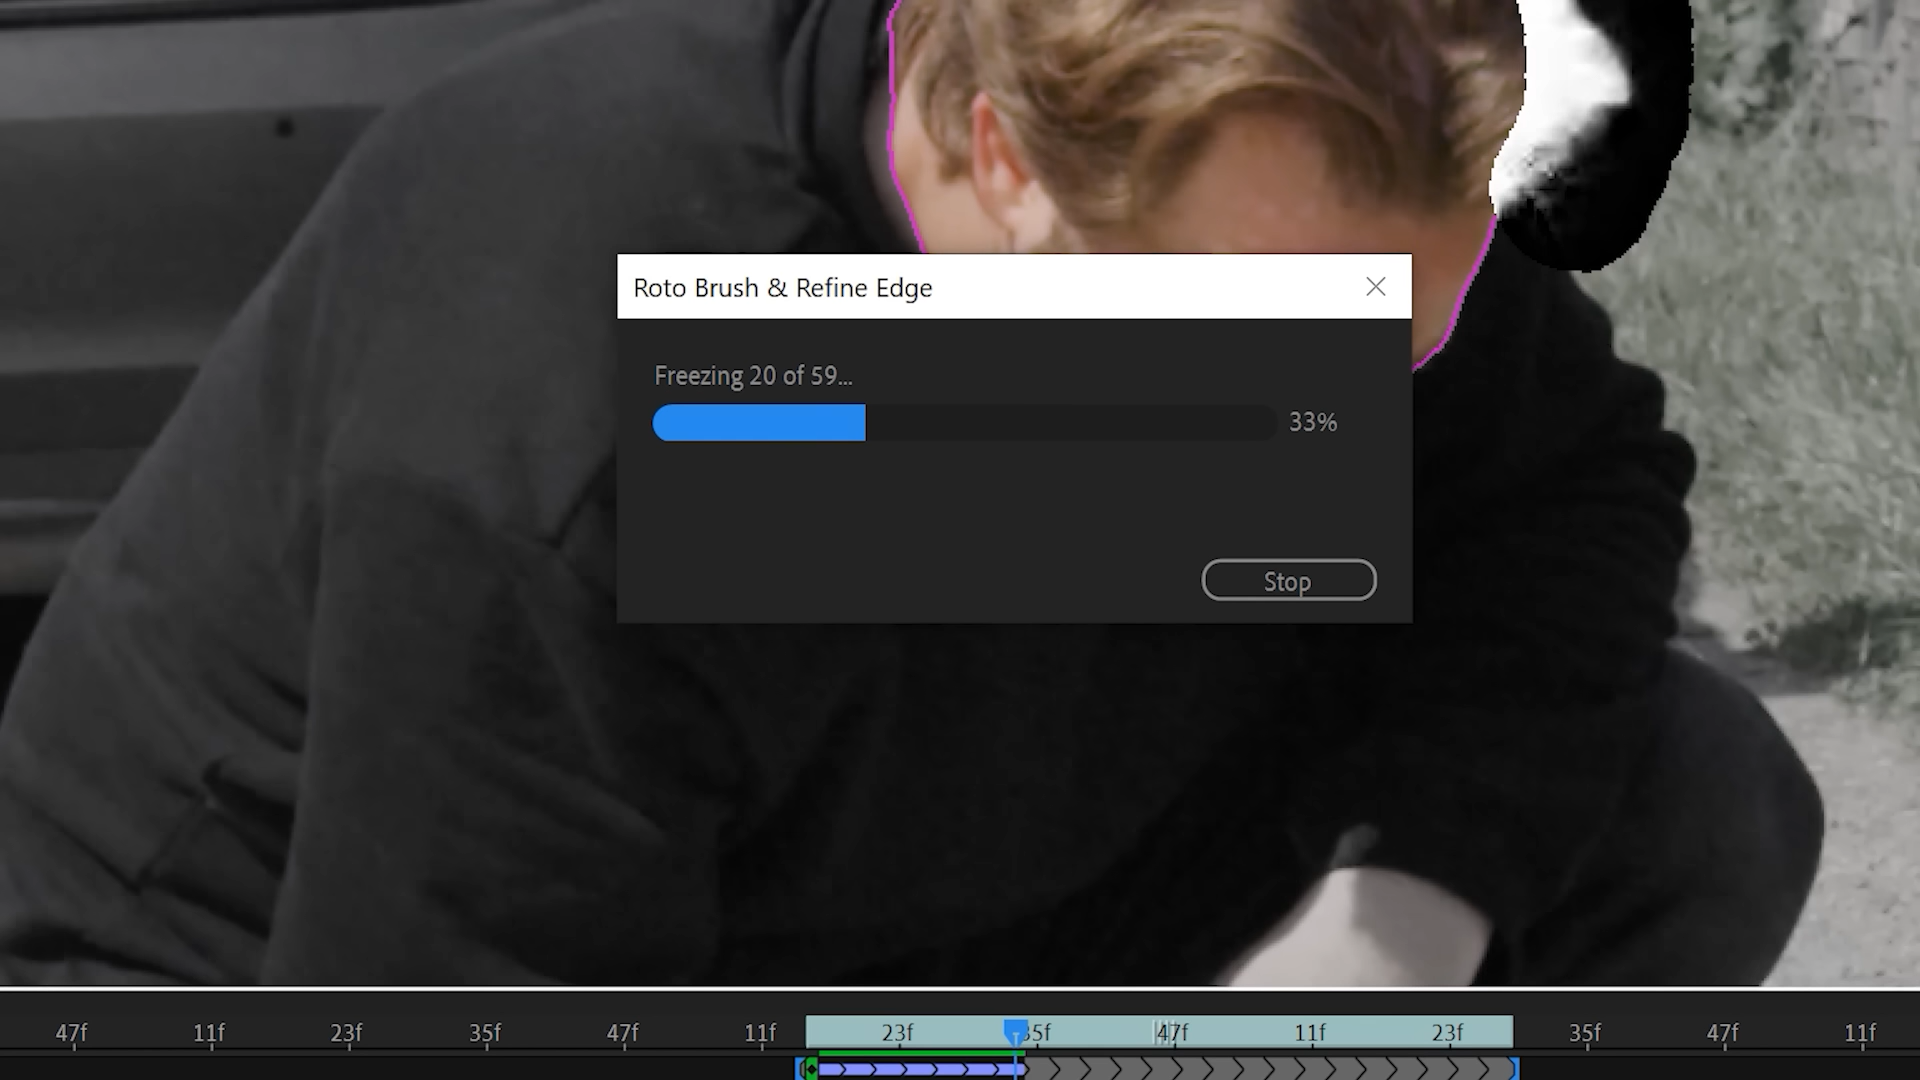 Roto Brush & Refine Edge
Freezing 20 of 59...
33%
Stop
47f 11f 23f 35f 47f 11f 23f 35f 47f 11f 23f 35f 47f 11f